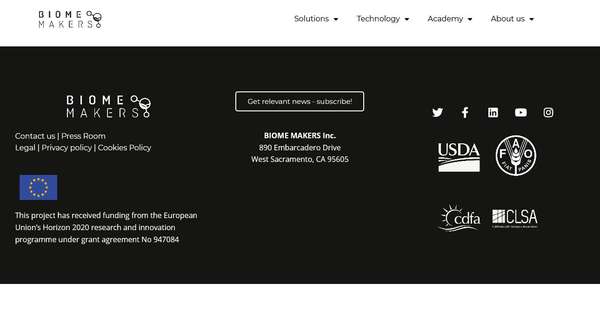 BIOME MAKERS
Solutions Technology Academy About us
BIOME MAKERS
Contact us | Press Room
Legal | Privacy policy | Cookies Policy
This project has received funding from the European
Union's Horizon 2020 research and innovation
programme under grant agreement No 947084
Get relevant news - subscribe!
BIOME MAKERS Inc.
890 Embarcadero Drive
West Sacramento, CA 95605
USDA
F A O
FIAT PANIS
cdfa
CLSA